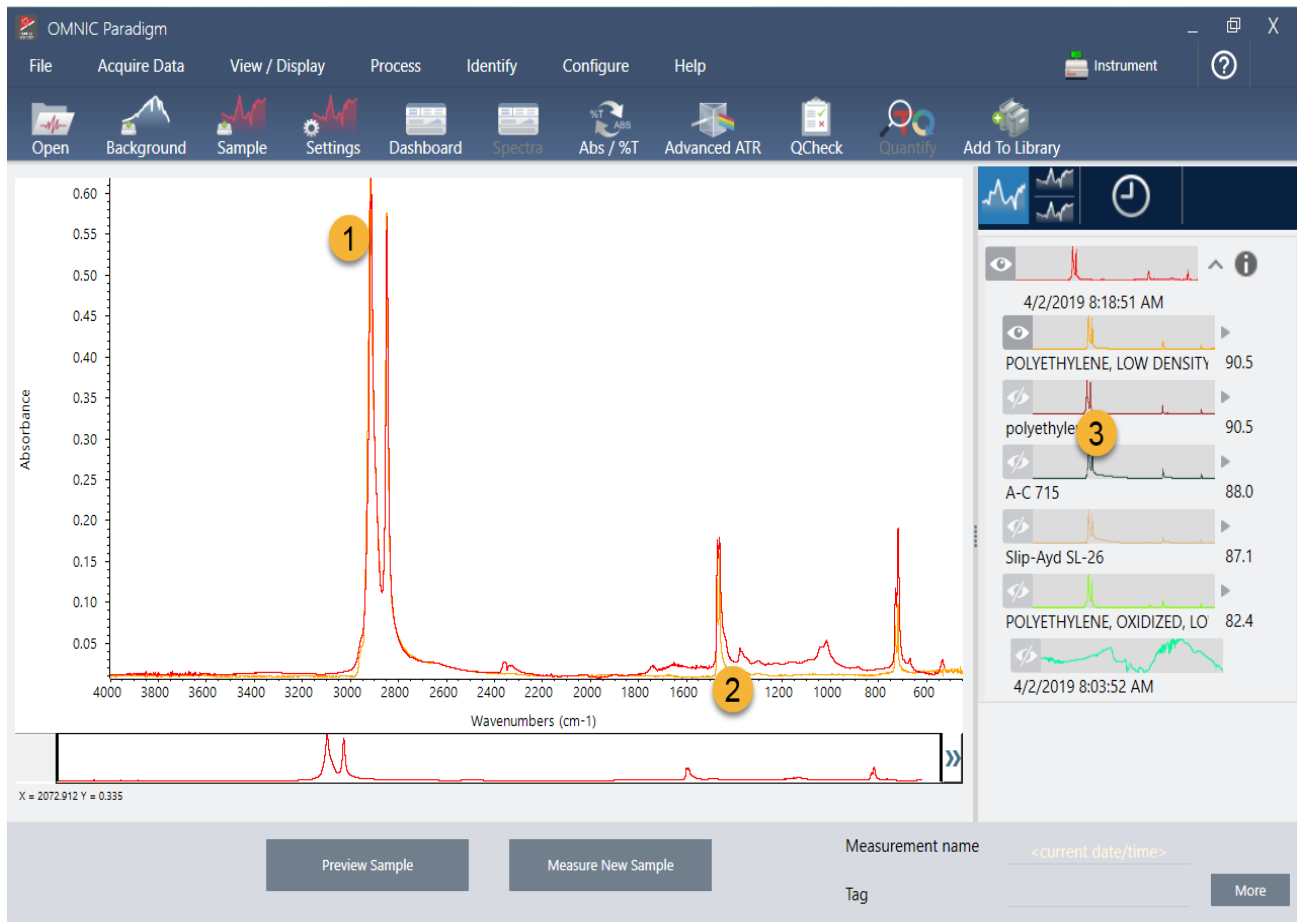 OMNIC Paradigm
_ X
File Acquire Data View / Display Process Identify Configure Help Instrument ?
%T ABS
Open Background Sample Settings Dashboard Spectra Abs / %T Advanced ATR QCheck Quantify Add To Library
0.60
0.55
0.50
0.45
0.40
0.35
0.30
0.25
0.20
0.15
0.10
0.05
Absorbance
1
2
4000 3800 3600 3400 3200 3000 2800 2600 2400 2200 2000 1800 1600 1400 1200 1000 800 600
Wavenumbers (cm-1)
X = 2072.912 Y = 0.335
4/2/2019 8:18:51 AM
POLYETHYLENE, LOW DENSITY 90.5
polyethyle 90.5
3
A-C 715 88.0
Slip-Ayd SL-26 87.1
POLYETHYLENE, OXIDIZED, LO 82.4
4/2/2019 8:03:52 AM
Preview Sample
Measure New Sample
Measurement name <current date/time>
Tag
More